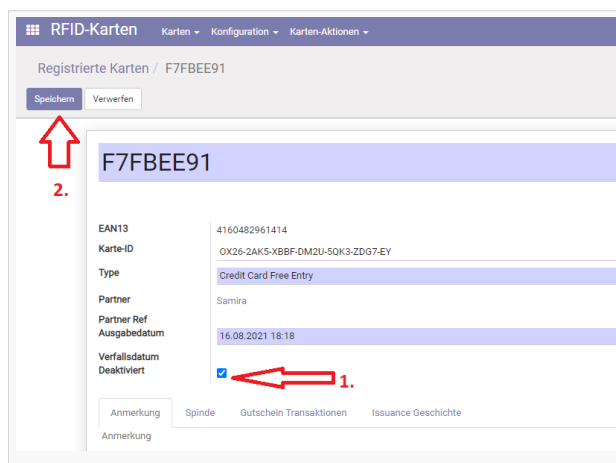 RFID-Karten Karten Konfiguration Karten-Aktionen
Registrierte Karten / F7FBEE91
Speichern Verwerfen
2.
F7FBEE91
EAN13 4160482961414
Karte-ID OX26-2AK5-XBBF-DM2U-5QK3-ZDG7-EY
Type Credit Card Free Entry
Partner Samira
Partner Ref
Ausgabedatum 16.08.2021 18:18
Verfallsdatum
Deaktiviert 1.
Anmerkung Spinde Gutschein Transaktionen Issuance Geschichte
Anmerkung